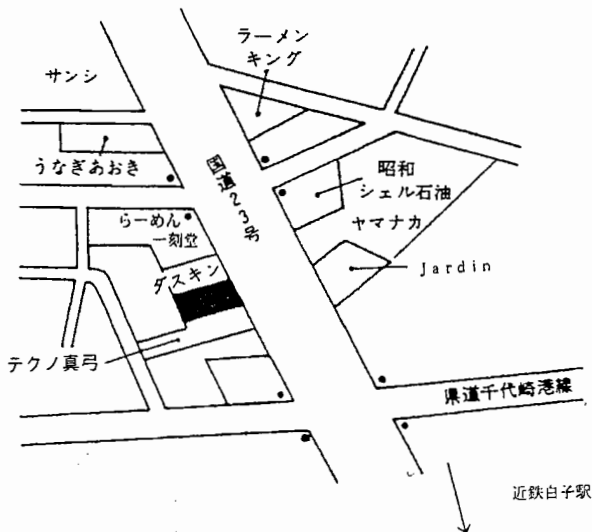 ラーメン
キング
サンシ
うなぎあおき
国道23号
昭和
シェル石油
ヤマナカ
らーめん
一刻堂
ダスキン
Jardin
テクノ真弓
県道千代崎港線
近鉄白子駅